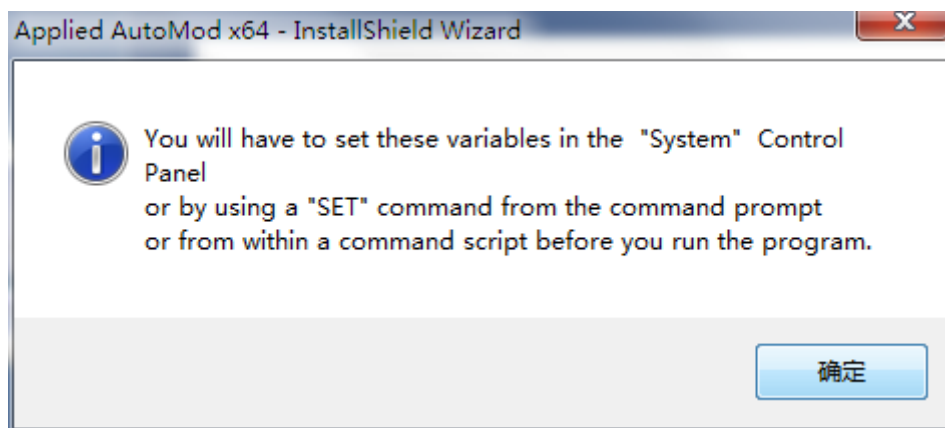 Applied AutoMod x64 - InstallShield Wizard
You will have to set these variables in the "System" Control
Panel
or by using a "SET" command from the command prompt
or from within a command script before you run the program.
确定